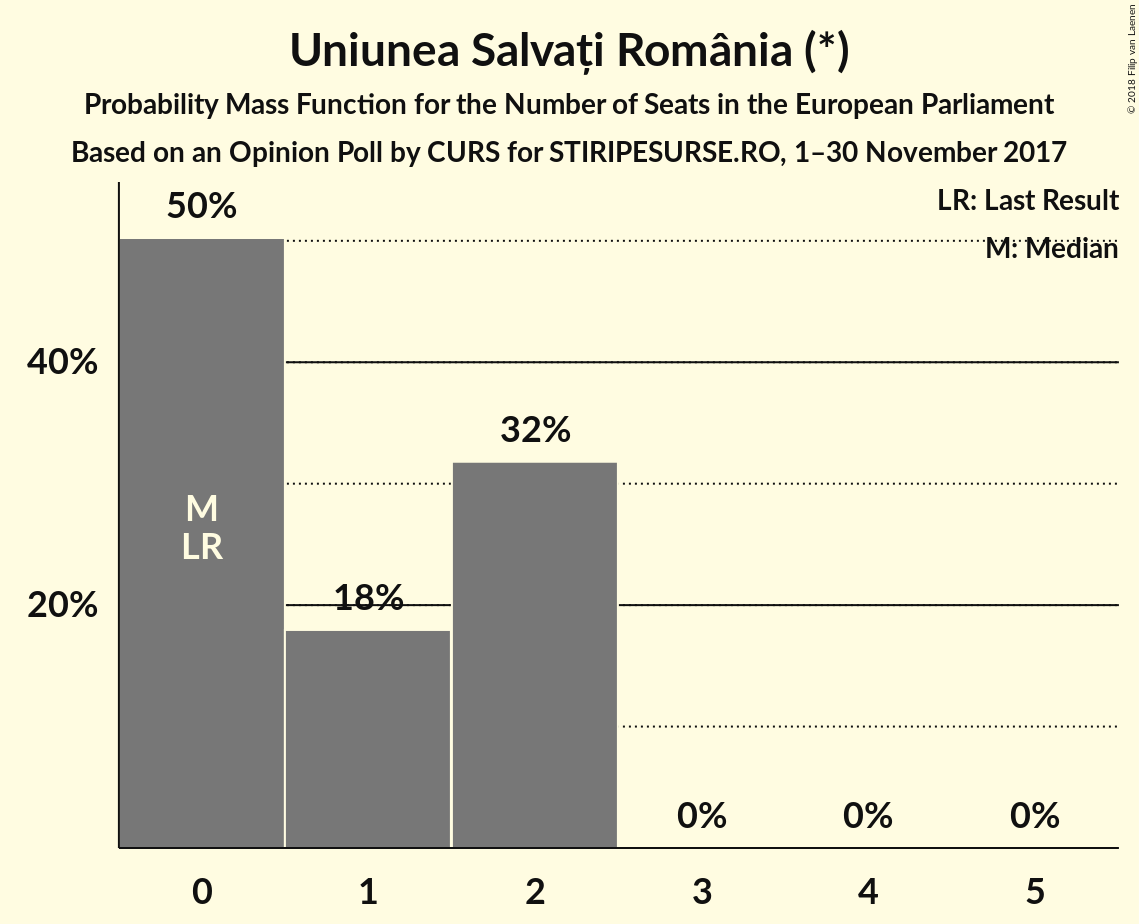 Uniunea Salvați România (*)
Probability Mass Function for the Number of Seats in the European Parliament
Based on an Opinion Poll by CURS for STIRIPESURSE.RO, 1–30 November 2017
© 2018 Filip van Laenen
LR: Last Result
M: Median
50%
40%
32%
M
LR
18%
20%
0% 0% 0%
0 1 2 3 4 5